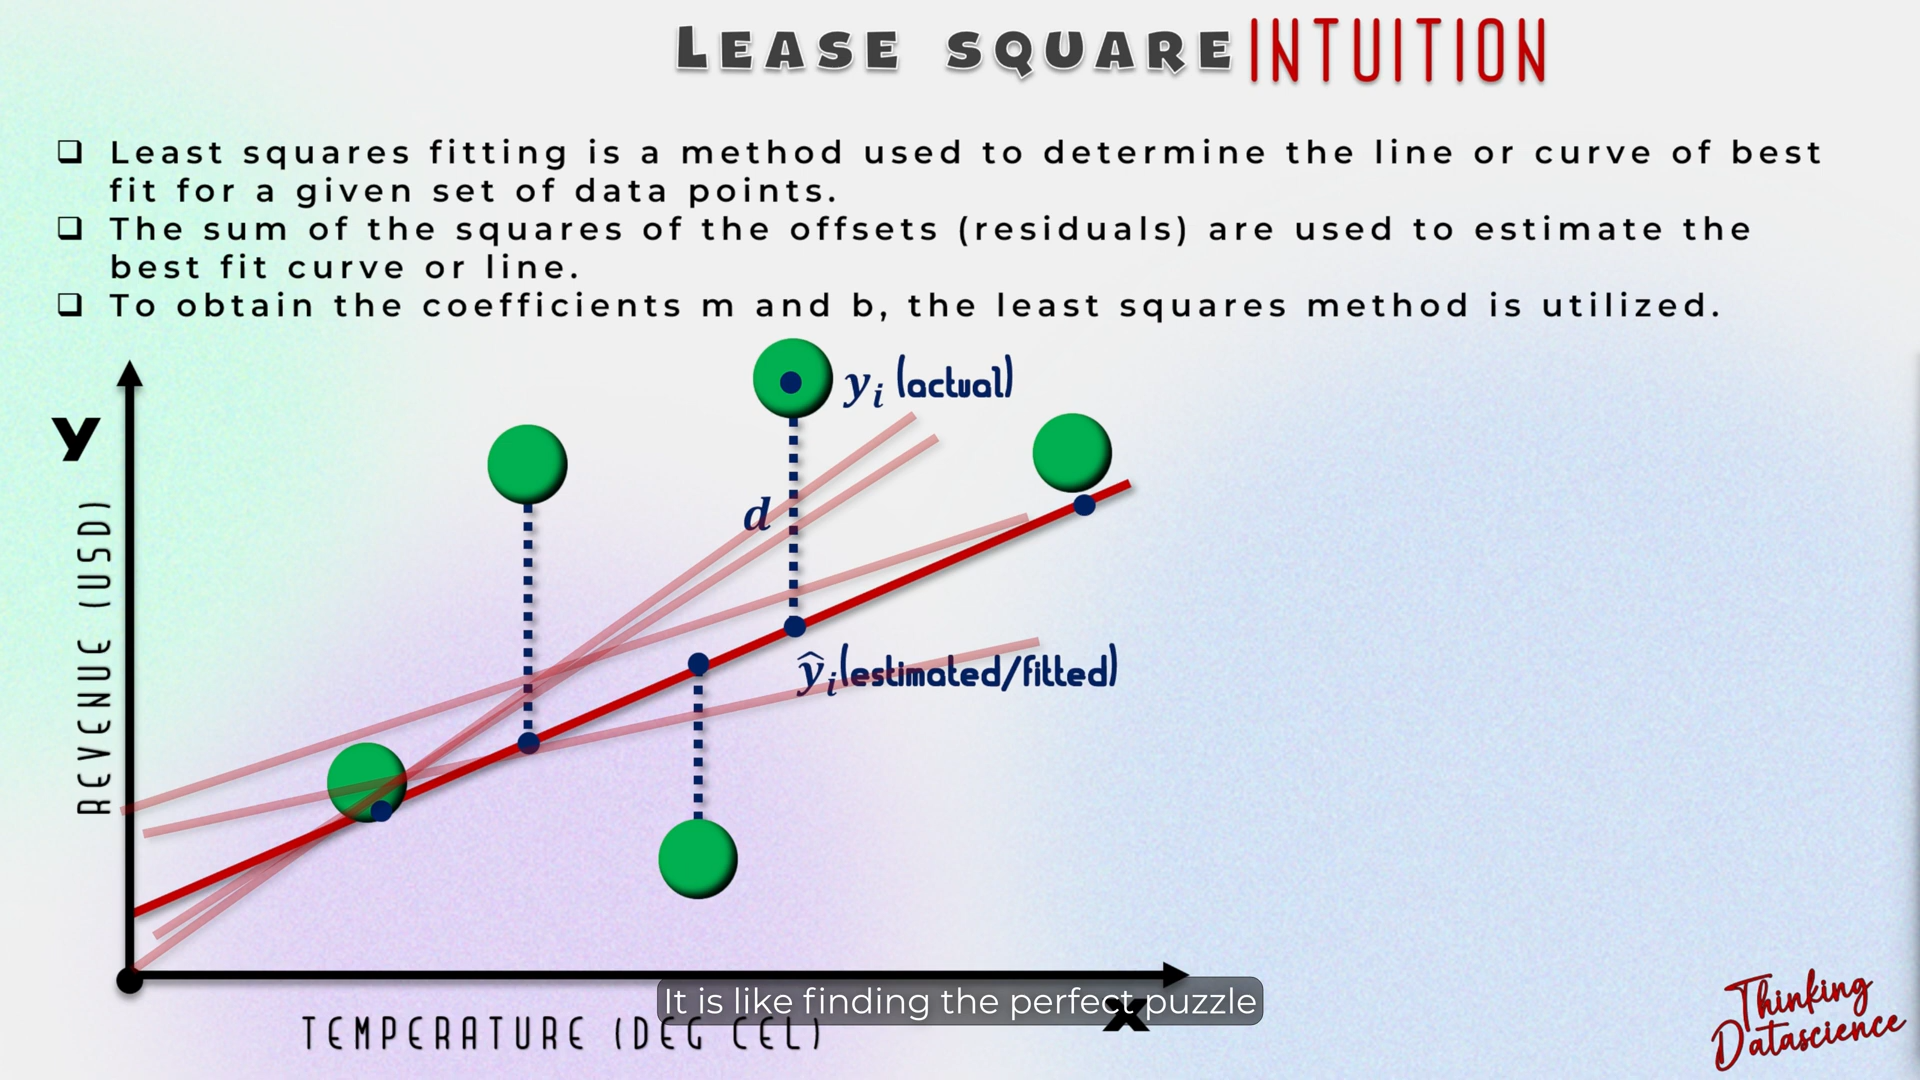 LEASE SQUARE INTUITION
❑ Least squares fitting is a method used to determine the line or curve of best
fit for a given set of data points.
❑ The sum of the squares of the offsets (residuals) are used to estimate the
best fit curve or line.
❑ To obtain the coefficients m and b, the least squares method is utilized.
yᵢ (actual)
Y
d
REVENUE (USD)
ŷᵢ(estimated/fitted)
It is like finding the perfect puzzle
X
TEMPERATURE (DEG CEL)
Thinking
Datascience